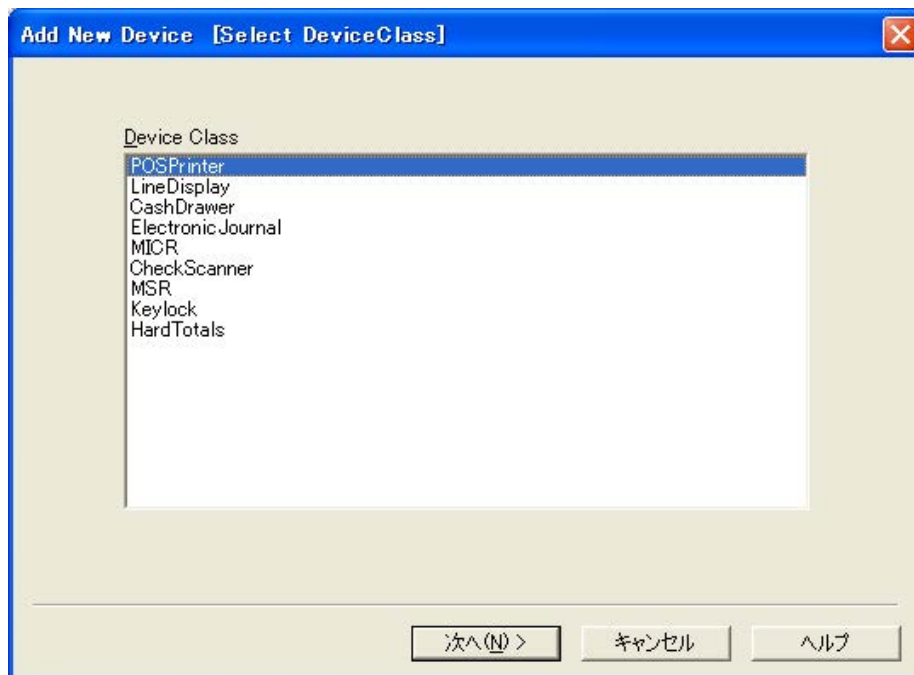 Add New Device [Select DeviceClass]
Device Class
POSPrinter
LineDisplay
CashDrawer
ElectronicJournal
MICR
CheckScanner
MSR
Keylock
HardTotals
次へ(N) > キャンセル ヘルプ